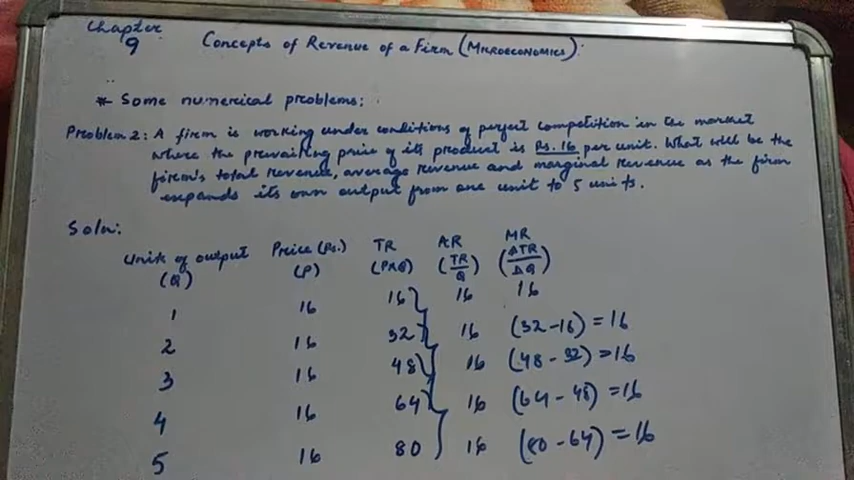 Chapter
9
Concepts of Revenue of a Firm (Microeconomics)
* Some numerical problems:
Problem 2: A firm is working under conditions of perfect competition in the market
where the prevailing price of its product is Rs. 16 per unit. What will be the
firm's total revenue, average revenue and marginal revenue as the firm
expands its own output from one unit to 5 units.
Soln:
Unit of output Price (Rs.) TR AR MR
(Q) (P) (PxQ) (TR/Q) (ΔTR/ΔQ)
1 16 16 16 16
2 16 32 16 (32-16) = 16
3 16 48 16 (48 - 32) = 16
4 16 64 16 (64 - 48) = 16
5 16 80 16 (80 - 64) = 16